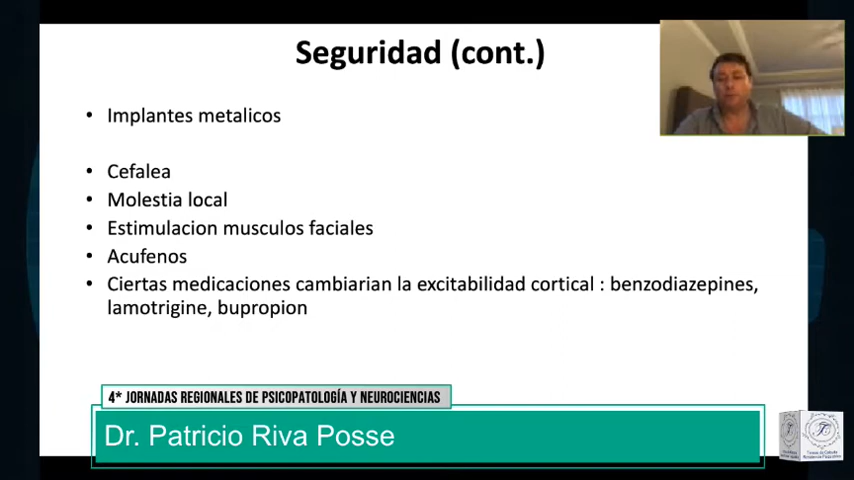 Seguridad (cont.)
• Implantes metalicos
• Cefalea
• Molestia local
• Estimulacion musculos faciales
• Acufenos
• Ciertas medicaciones cambiarian la excitabilidad cortical : benzodiazepines,
lamotrigine, bupropion
4* JORNADAS REGIONALES DE PSICOPATOLOGÍA Y NEUROCIENCIAS
Dr. Patricio Riva Posse